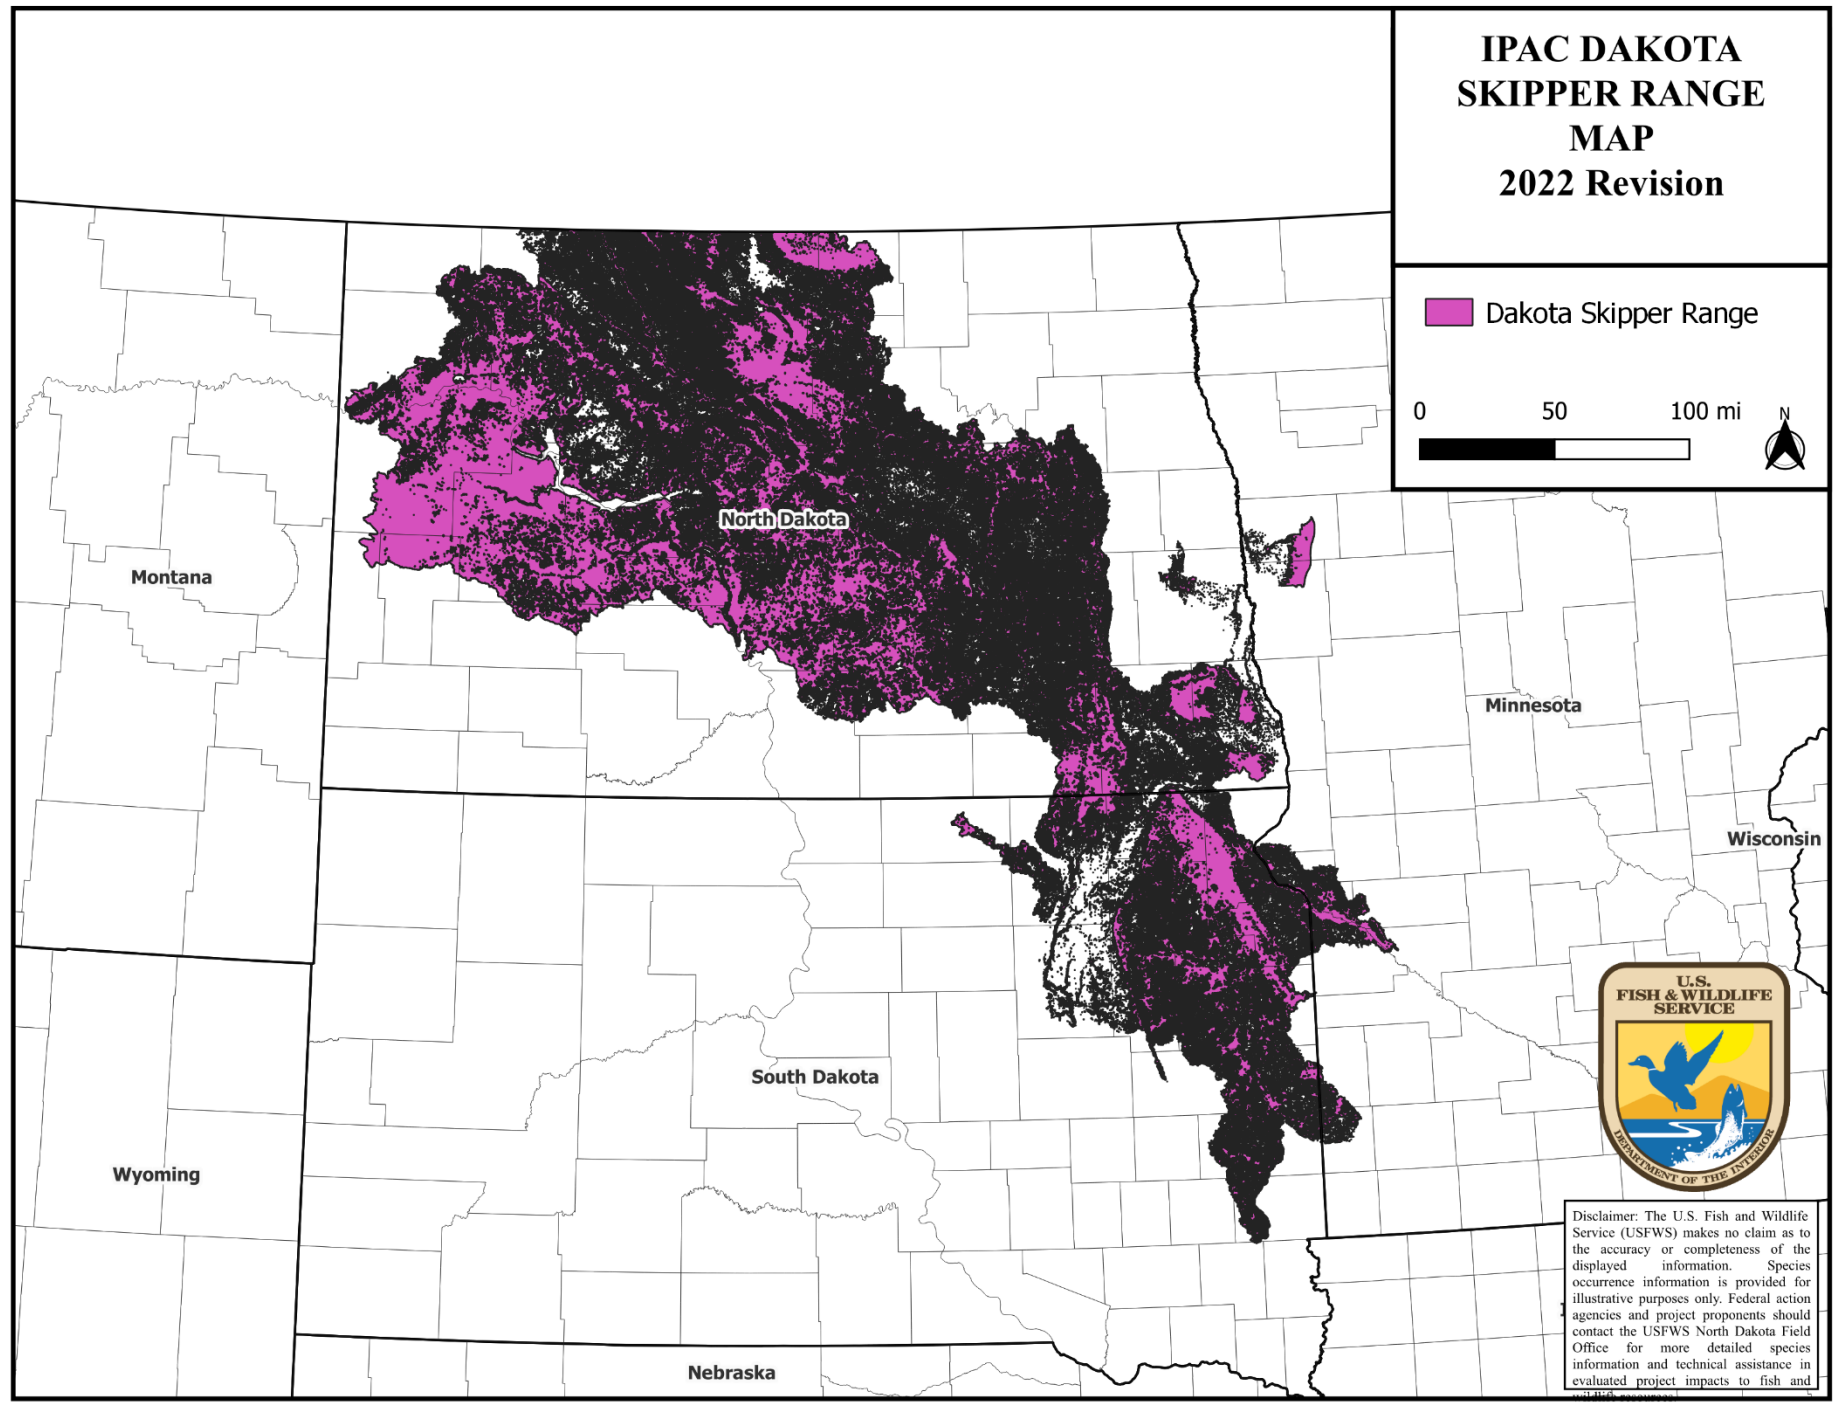 IPAC DAKOTA
SKIPPER RANGE
MAP
2022 Revision
Dakota Skipper Range
0 50 100 mi
N
North Dakota
Montana
Minnesota
Wisconsin
South Dakota
Wyoming
Nebraska
U.S.
FISH & WILDLIFE
SERVICE
DEPARTMENT OF THE INTERIOR
Disclaimer: The U.S. Fish and Wildlife
Service (USFWS) makes no claim as to
the accuracy or completeness of the
displayed information. Species
occurrence information is provided for
illustrative purposes only. Federal action
agencies and project proponents should
contact the USFWS North Dakota Field
Office for more detailed species
information and technical assistance in
evaluated project impacts to fish and
wildlife resources.